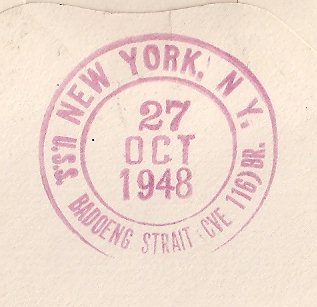 NEW YORK, N.Y.
27
OCT
1948
U.S.S. BADOENG STRAIT (CVE 116) BR.